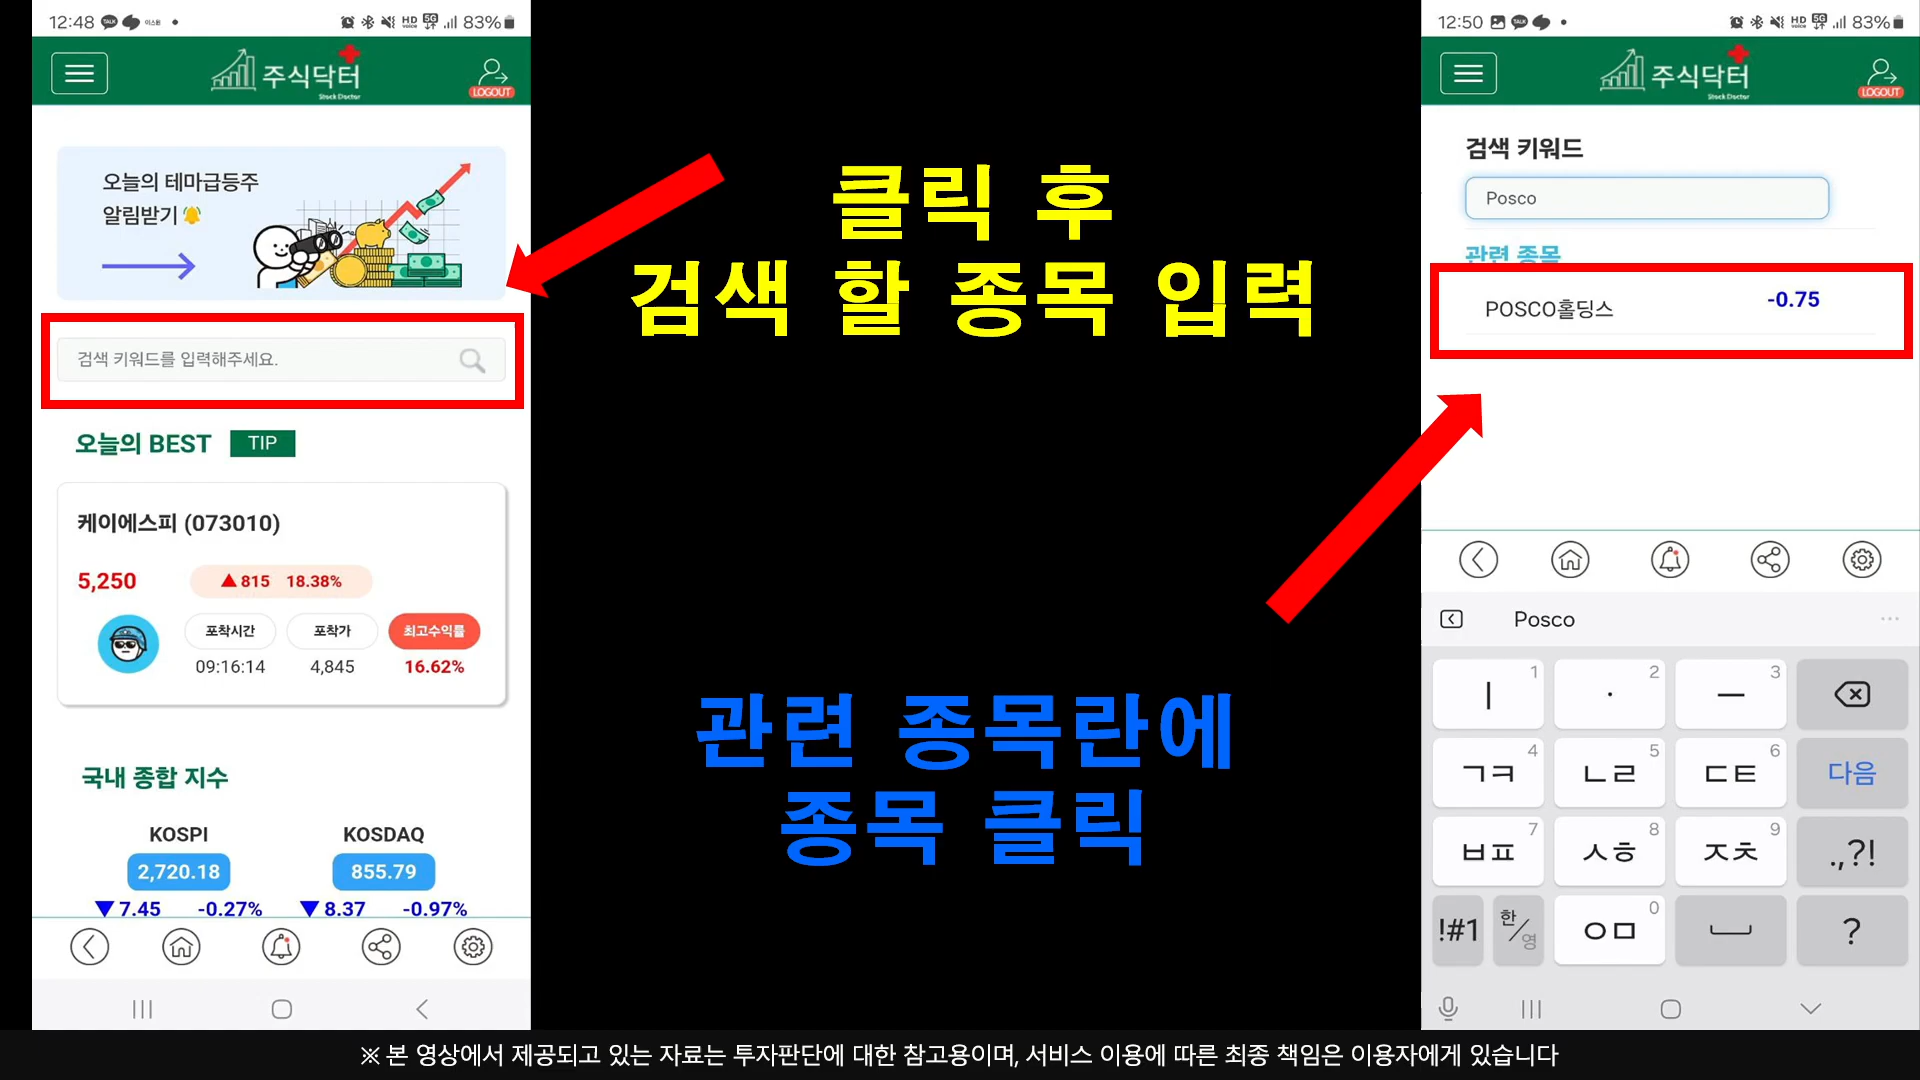 12:48
HD voice 5G 83%
주식닥터
Stock Doctor
LOGOUT
오늘의 테마급등주
알림받기
검색 키워드를 입력해주세요.
오늘의 BEST TIP
케이에스피 (073010)
5,250 ▲815 18.38%
포착시간 포착가 최고수익률
09:16:14 4,845 16.62%
국내 종합 지수
KOSPI KOSDAQ
2,720.18 855.79
▼7.45 -0.27% ▼8.37 -0.97%
클릭 후
검색 할 종목 입력
관련 종목란에
종목 클릭
12:50
HD voice 5G 83%
주식닥터
Stock Doctor
LOGOUT
검색 키워드
Posco
관련 종목
POSCO홀딩스 -0.75
Posco ...
ㅣ 1 · 2 ㅡ 3
ㄱㅋ 4 ㄴㄹ 5 ㄷㅌ 6 다음
ㅂㅍ 7 ㅅㅎ 8 ㅈㅊ 9 .,?!
!#1 한/영 ㅇㅁ 0 ?
※ 본 영상에서 제공되고 있는 자료는 투자판단에 대한 참고용이며, 서비스 이용에 따른 최종 책임은 이용자에게 있습니다